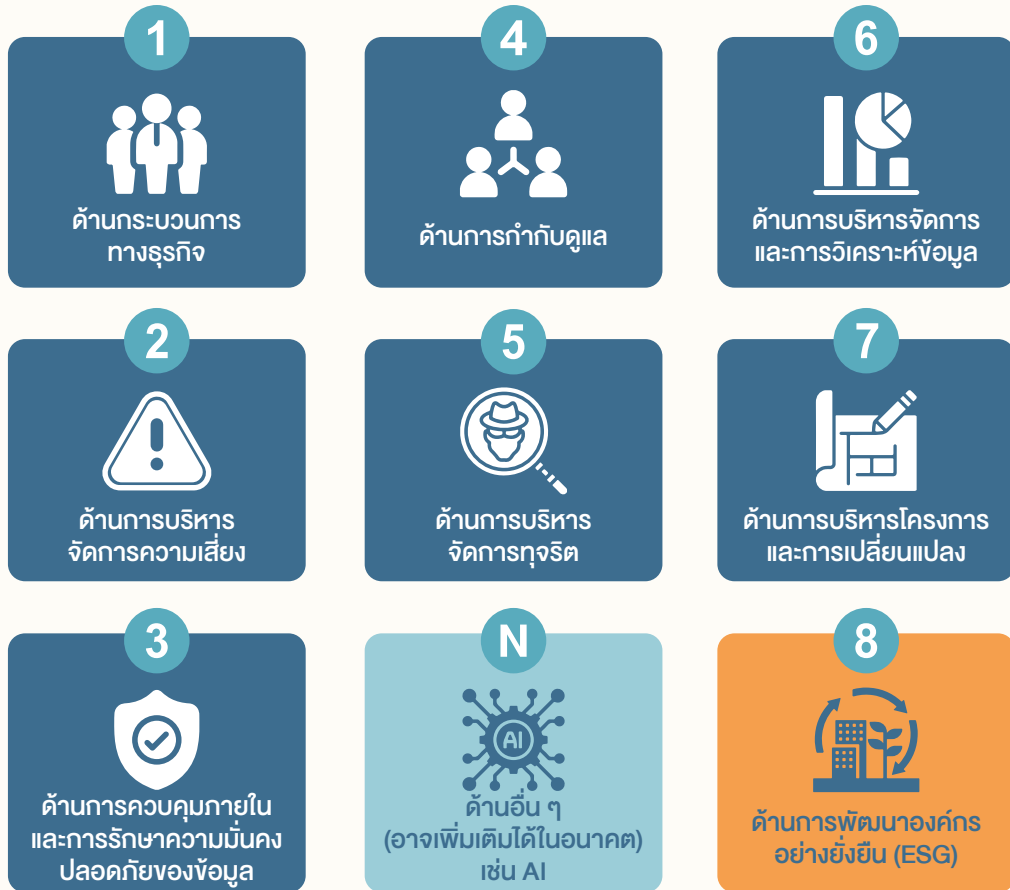 1
ด้านกระบวนการ
ทางธุรกิจ
2
ด้านการบริหาร
จัดการความเสี่ยง
3
ด้านการควบคุมภายใน
และการรักษาความมั่นคง
ปลอดภัยของข้อมูล
4
ด้านการกำกับดูแล
5
ด้านการบริหาร
จัดการทุจริต
N
AI
ด้านอื่น ๆ
(อาจเพิ่มเติมได้ในอนาคต)
เช่น AI
6
ด้านการบริหารจัดการ
และการวิเคราะห์ข้อมูล
7
ด้านการบริหารโครงการ
และการเปลี่ยนแปลง
8
ด้านการพัฒนาองค์กร
อย่างยั่งยืน (ESG)